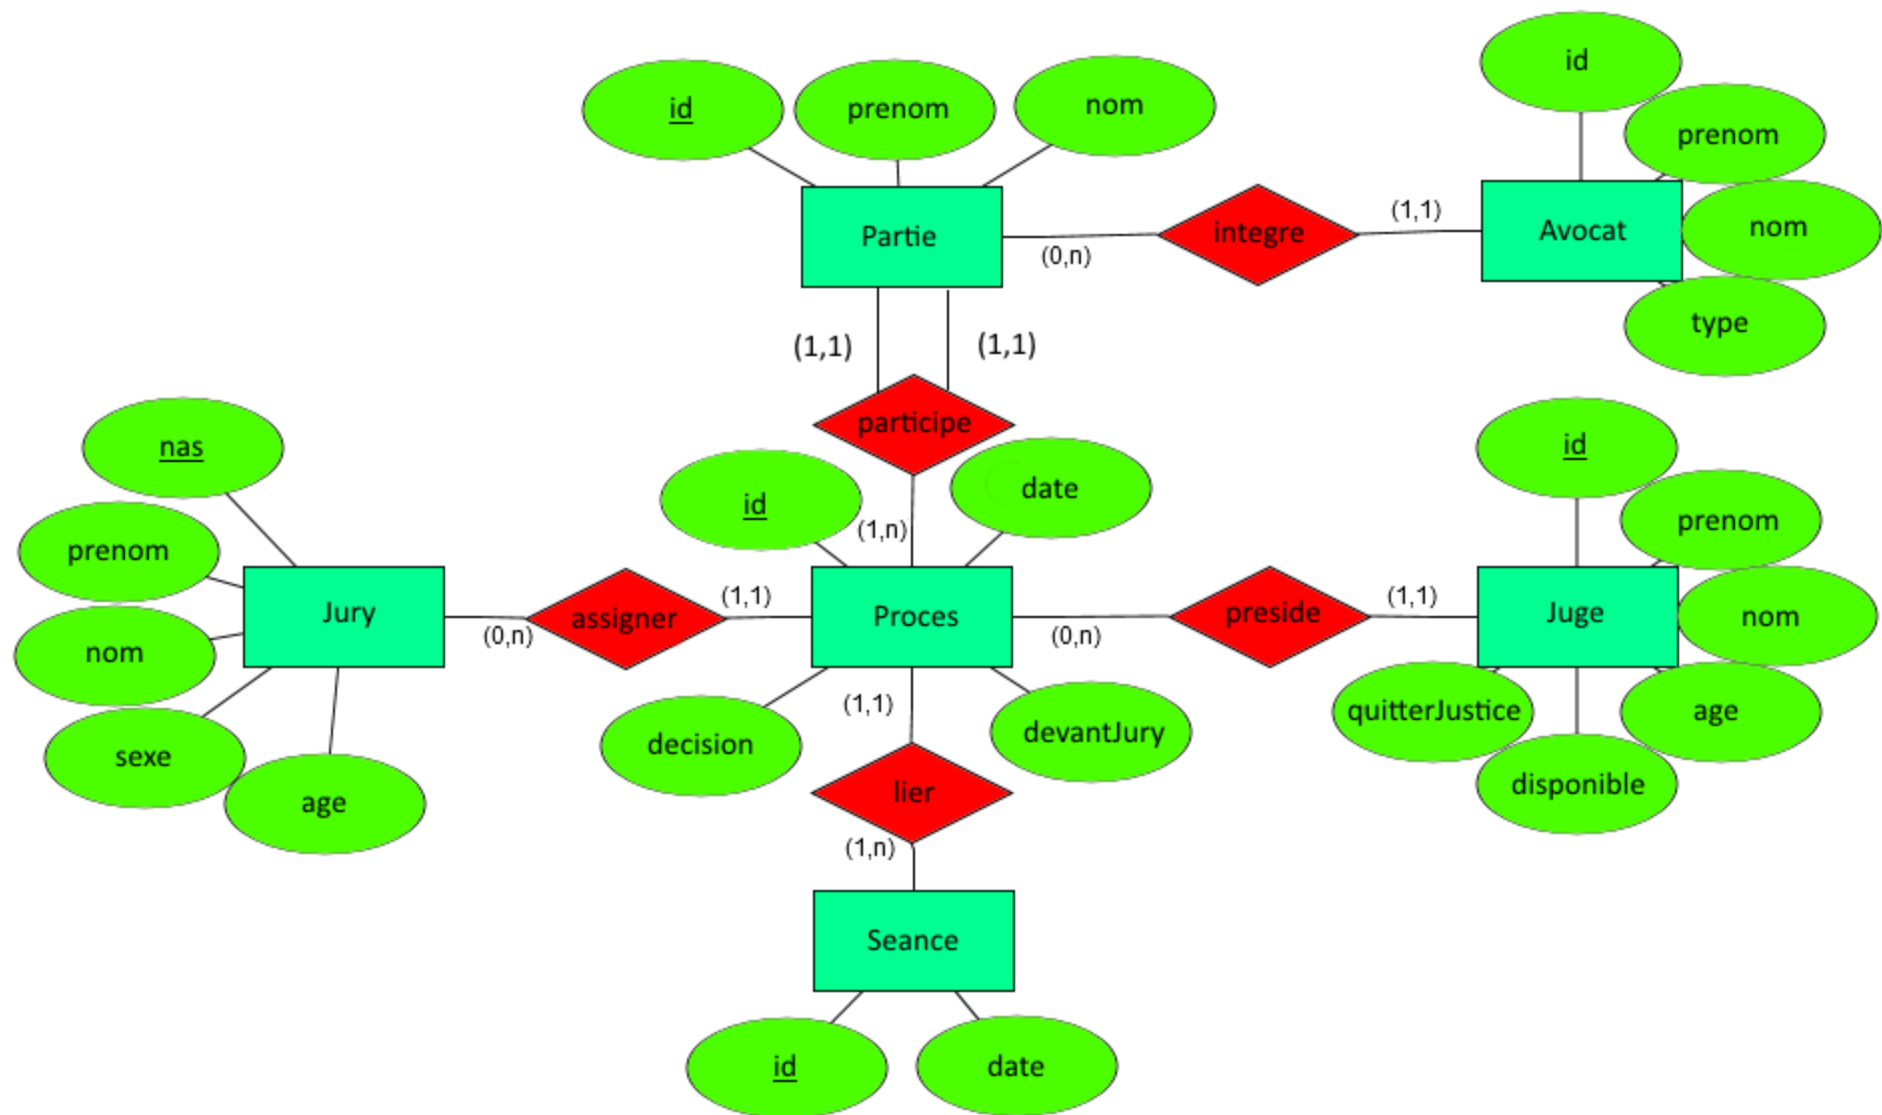 id
id
prenom
nom
prenom
Partie
integre
Avocat
nom
(1,1)
(0,n)
type
(1,1)
(1,1)
participe
nas
id
id
date
prenom
(1,n)
prenom
Jury
assigner
(1,1)
Proces
preside
(1,1)
Juge
nom
(0,n)
(0,n)
nom
sexe
age
decision
(1,1)
devantJury
quitterJustice
age
disponible
lier
(1,n)
Seance
id
date